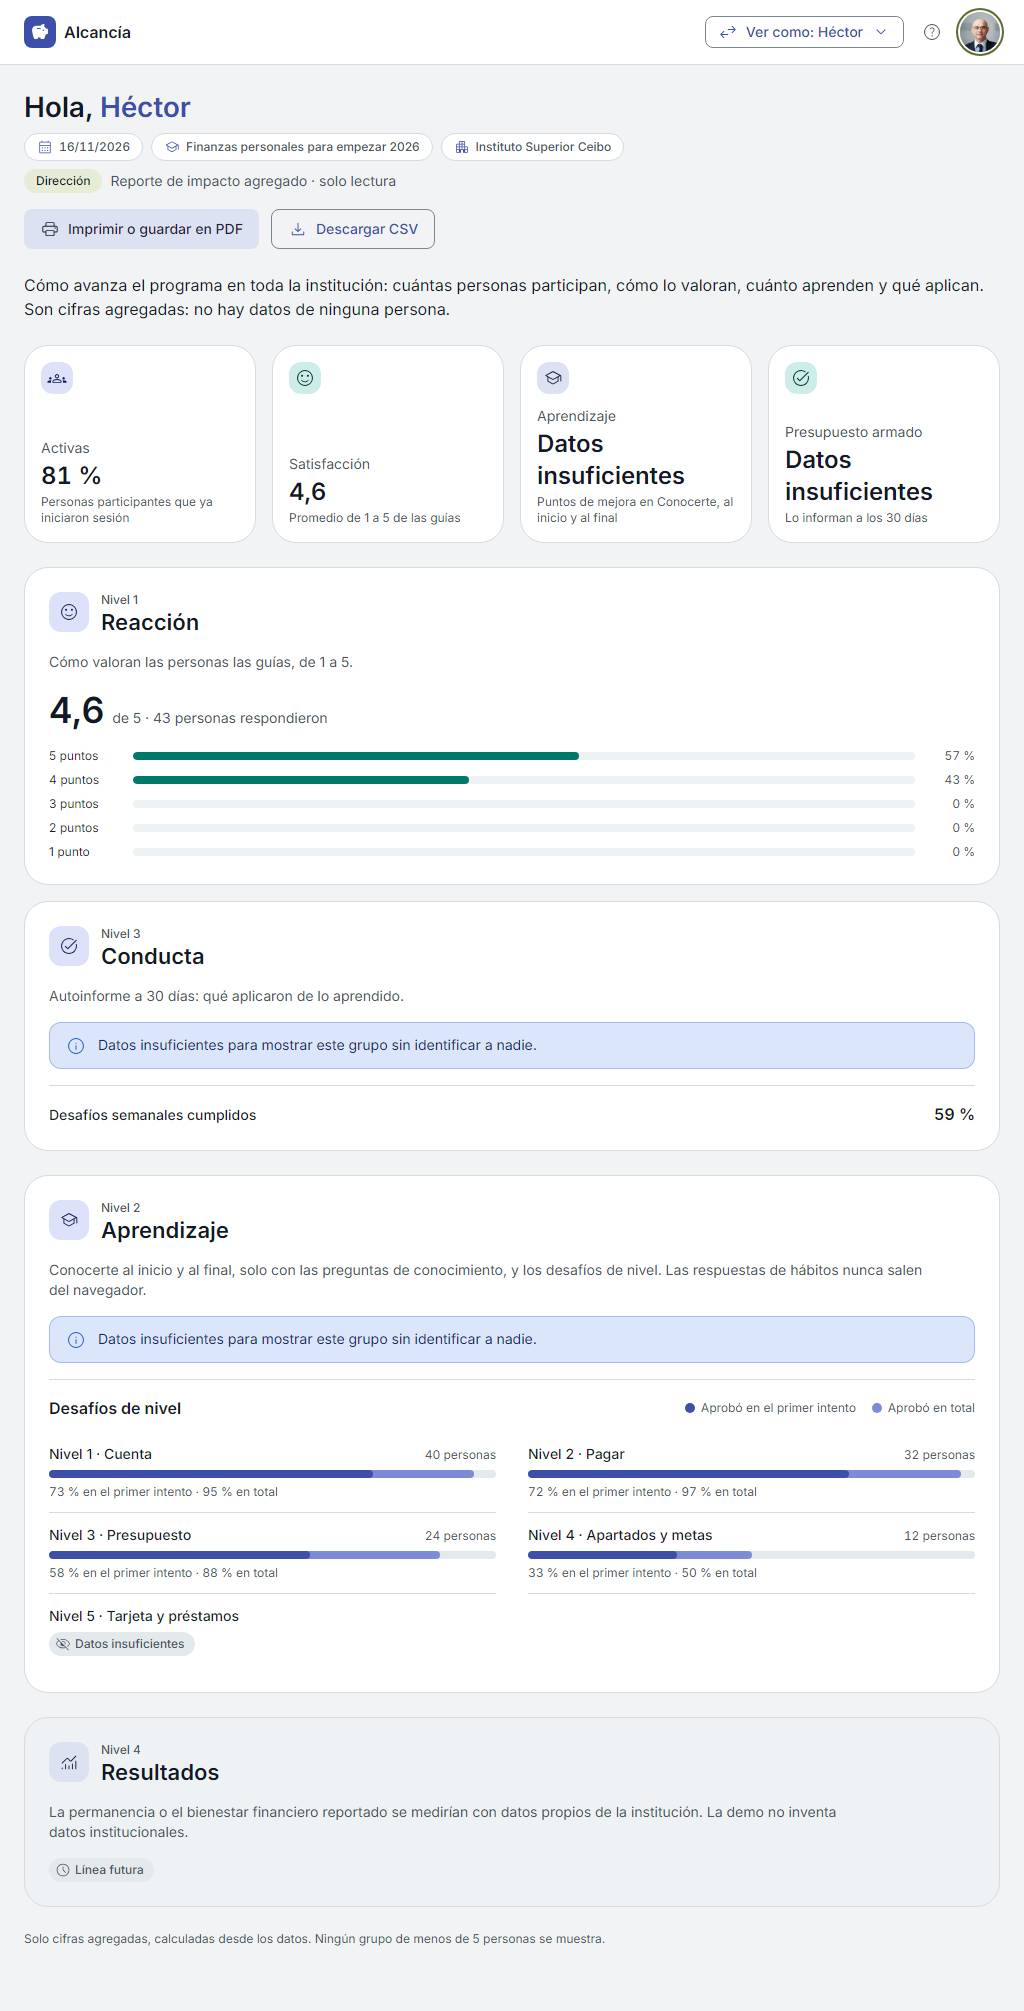 Alcancía
Ver como: Héctor
Hola, Héctor
16/11/2026
Finanzas personales para empezar 2026
Instituto Superior Ceibo
Dirección
Reporte de impacto agregado · solo lectura
Imprimir o guardar en PDF
Descargar CSV
Cómo avanza el programa en toda la institución: cuántas personas participan, cómo lo valoran, cuánto aprenden y qué aplican.
Son cifras agregadas: no hay datos de ninguna persona.
Activas
81 %
Personas participantes que ya
iniciaron sesión
Satisfacción
4,6
Promedio de 1 a 5 de las guías
Aprendizaje
Datos
insuficientes
Puntos de mejora en Conocerte, al
inicio y al final
Presupuesto armado
Datos
insuficientes
Lo informan a los 30 días
Nivel 1
Reacción
Cómo valoran las personas las guías, de 1 a 5.
4,6 de 5 · 43 personas respondieron
5 puntos 57 %
4 puntos 43 %
3 puntos 0 %
2 puntos 0 %
1 punto 0 %
Nivel 3
Conducta
Autoinforme a 30 días: qué aplicaron de lo aprendido.
Datos insuficientes para mostrar este grupo sin identificar a nadie.
Desafíos semanales cumplidos 59 %
Nivel 2
Aprendizaje
Conocerte al inicio y al final, solo con las preguntas de conocimiento, y los desafíos de nivel. Las respuestas de hábitos nunca salen
del navegador.
Datos insuficientes para mostrar este grupo sin identificar a nadie.
Desafíos de nivel
Aprobó en el primer intento
Aprobó en total
Nivel 1 · Cuenta 40 personas
73 % en el primer intento · 95 % en total
Nivel 2 · Pagar 32 personas
72 % en el primer intento · 97 % en total
Nivel 3 · Presupuesto 24 personas
58 % en el primer intento · 88 % en total
Nivel 4 · Apartados y metas 12 personas
33 % en el primer intento · 50 % en total
Nivel 5 · Tarjeta y préstamos
Datos insuficientes
Nivel 4
Resultados
La permanencia o el bienestar financiero reportado se medirían con datos propios de la institución. La demo no inventa
datos institucionales.
Línea futura
Solo cifras agregadas, calculadas desde los datos. Ningún grupo de menos de 5 personas se muestra.